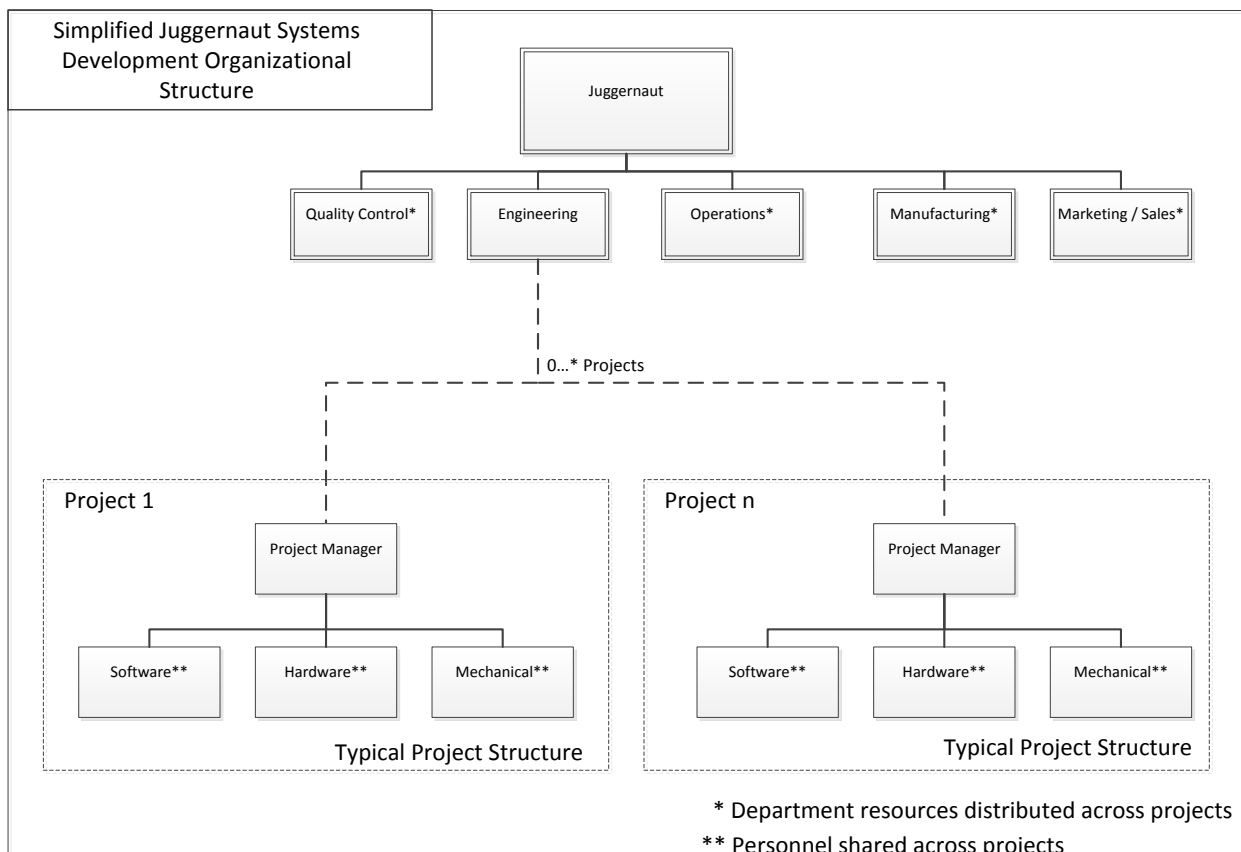 Simplified Juggernaut Systems
Development Organizational
Structure
Juggernaut
Quality Control*
Engineering
Operations*
Manufacturing*
Marketing / Sales*
0...* Projects
Project 1
Project n
Project Manager
Project Manager
Software**
Hardware**
Mechanical**
Software**
Hardware**
Mechanical**
Typical Project Structure
Typical Project Structure
* Department resources distributed across projects
** Personnel shared across projects